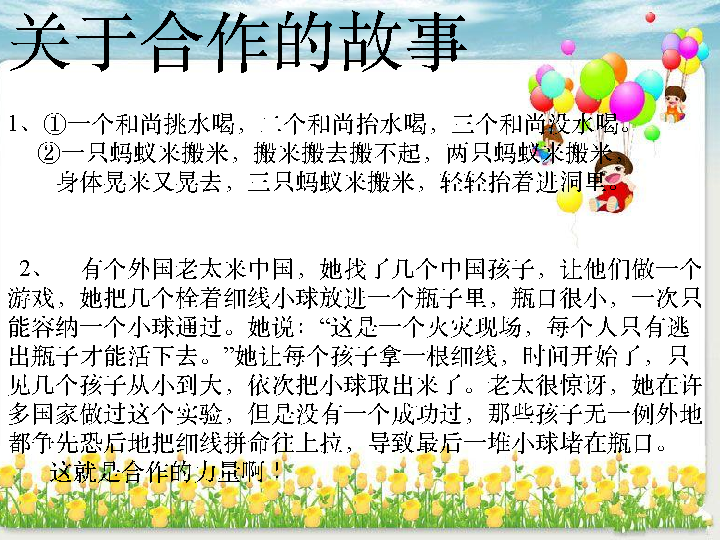 关于合作的故事
1、①一个和尚挑水喝，二个和尚抬水喝，三个和尚没水喝。
②一只蚂蚁来搬米，搬来搬去搬不起，两只蚂蚁来搬米，
身体晃来又晃去，三只蚂蚁来搬米，轻轻抬着进洞里。
2、 有个外国老太来中国，她找了几个中国孩子，让他们做一个
游戏，她把几个栓着细线小球放进一个瓶子里，瓶口很小，一次只
能容纳一个小球通过。她说：“这是一个火灾现场，每个人只有逃
出瓶子才能活下去。”她让每个孩子拿一根细线，时间开始了，只
见几个孩子从小到大，依次把小球取出来了。老太很惊讶，她在许
多国家做过这个实验，但是没有一个成功过，那些孩子无一例外地
都争先恐后地把细线拼命往上拉，导致最后一堆小球堵在瓶口。
这就是合作的力量啊！